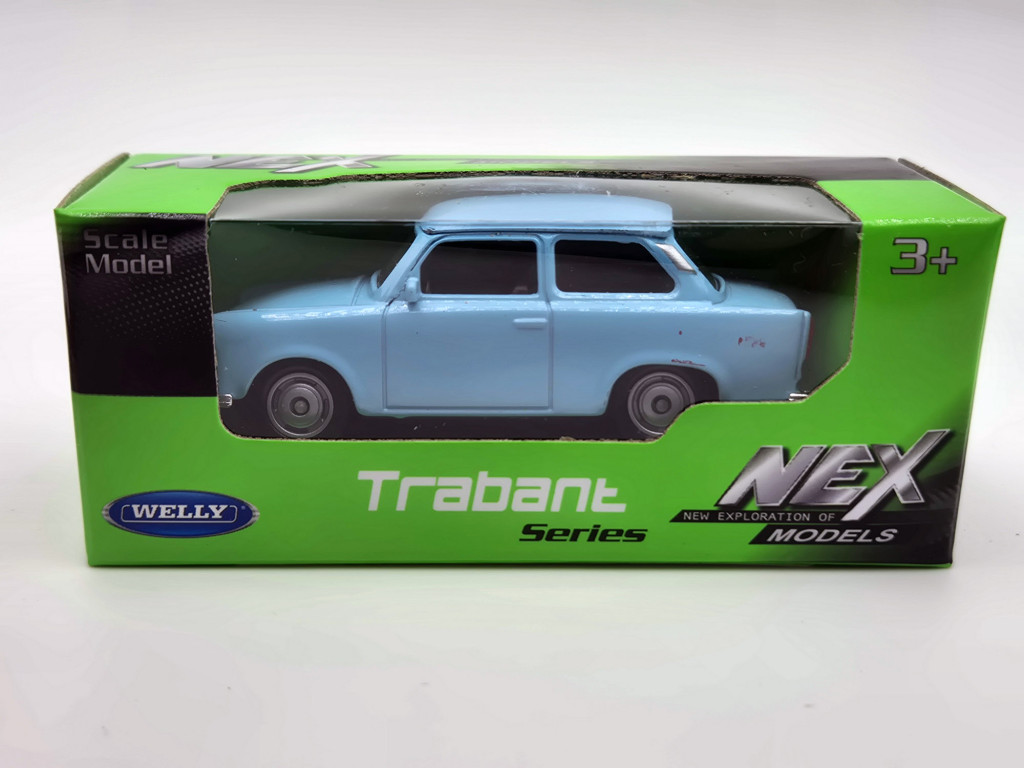 NEX
Scale
Model
3+
WELLY
Trabant
Series
NEX
NEW EXPLORATION OF
MODELS